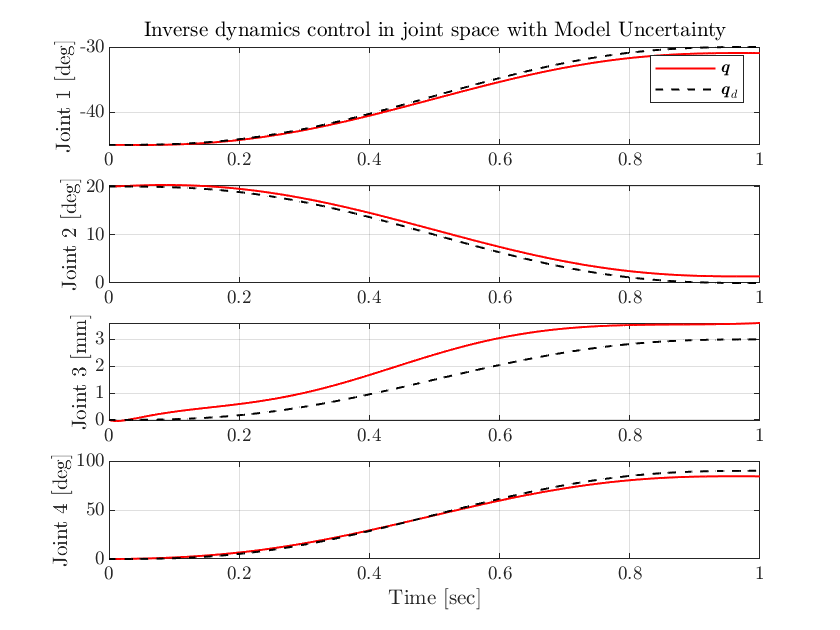 Inverse dynamics control in joint space with Model Uncertainty
Joint 1 [deg]
-30
-40
0 0.2 0.4 0.6 0.8 1
q
q_d
Joint 2 [deg]
20
10
0
0 0.2 0.4 0.6 0.8 1
Joint 3 [mm]
3
2
1
0
0 0.2 0.4 0.6 0.8 1
Joint 4 [deg]
100
50
0
0 0.2 0.4 0.6 0.8 1
Time [sec]